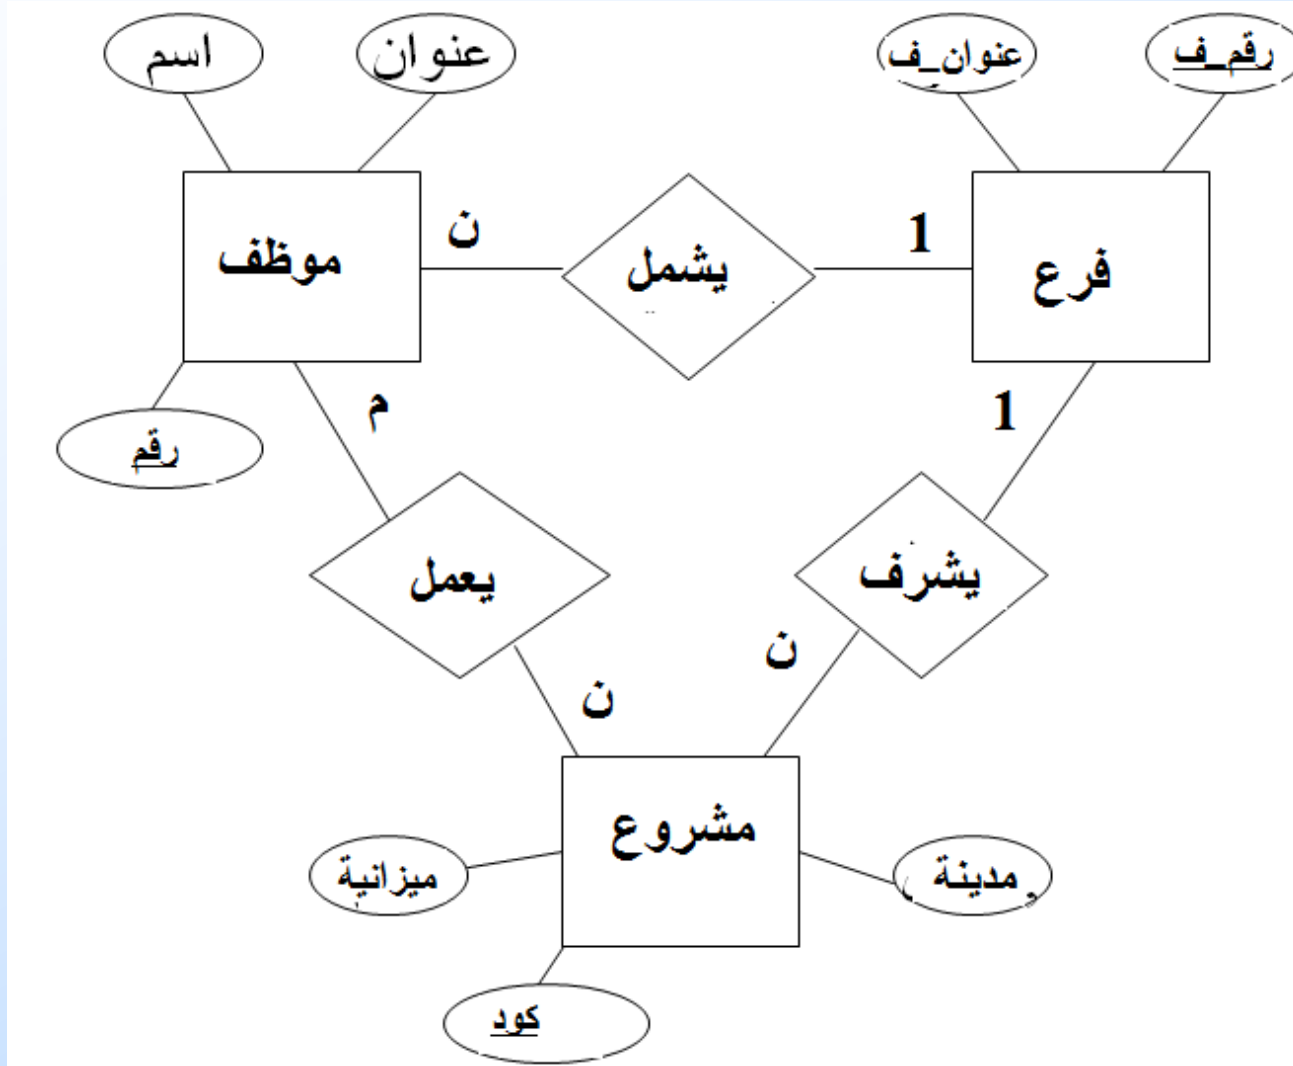 رقم_ف
عنوان_ف
عنوان
اسم
فرع
1
يشمل
ن
موظف
رقم
1
يشرف
ن
م
يعمل
ن
مشروع
مدينة
ميزانية
كود